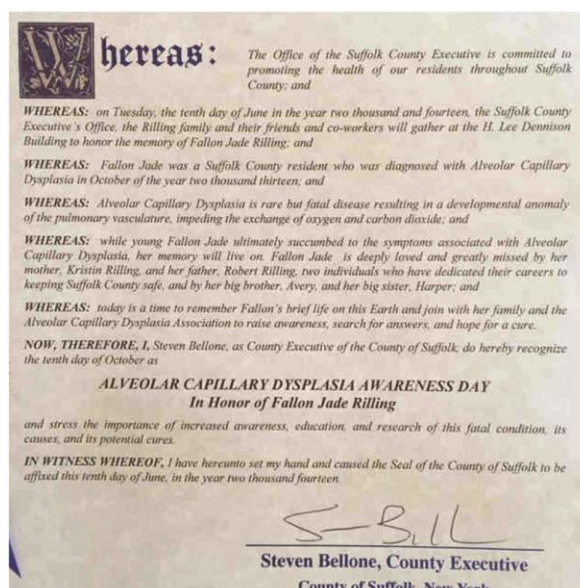 Whereas:
The Office of the Suffolk County Executive is committed to
promoting the health of our residents throughout Suffolk
County; and
WHEREAS: on Tuesday, the tenth day of June in the year two thousand and fourteen, the Suffolk County
Executive's Office, the Rilling family and their friends and co-workers will gather at the H. Lee Dennison
Building to honor the memory of Fallon Jade Rilling; and
WHEREAS: Fallon Jade was a Suffolk County resident who was diagnosed with Alveolar Capillary
Dysplasia in October of the year two thousand thirteen; and
WHEREAS: Alveolar Capillary Dysplasia is rare but fatal disease resulting in a developmental anomaly
of the pulmonary vasculature, impeding the exchange of oxygen and carbon dioxide; and
WHEREAS: while young Fallon Jade ultimately succumbed to the symptoms associated with Alveolar
Capillary Dysplasia, her memory will live on. Fallon Jade is deeply loved and greatly missed by her
mother, Kristin Rilling, and her father, Robert Rilling, two individuals who have dedicated their careers to
keeping Suffolk County safe, and by her big brother, Avery, and her big sister, Harper; and
WHEREAS: today is a time to remember Fallon's brief life on this Earth and join with her family and the
Alveolar Capillary Dysplasia Association to raise awareness, search for answers, and hope for a cure.
NOW, THEREFORE, I, Steven Bellone, as County Executive of the County of Suffolk, do hereby recognize
the tenth day of October as
ALVEOLAR CAPILLARY DYSPLASIA AWARENESS DAY
In Honor of Fallon Jade Rilling
and stress the importance of increased awareness, education, and research of this fatal condition, its
causes, and its potential cures.
IN WITNESS WHEREOF, I have hereunto set my hand and caused the Seal of the County of Suffolk to be
affixed this tenth day of June, in the year two thousand fourteen.
Steven Bellone, County Executive
County of Suffolk, New York